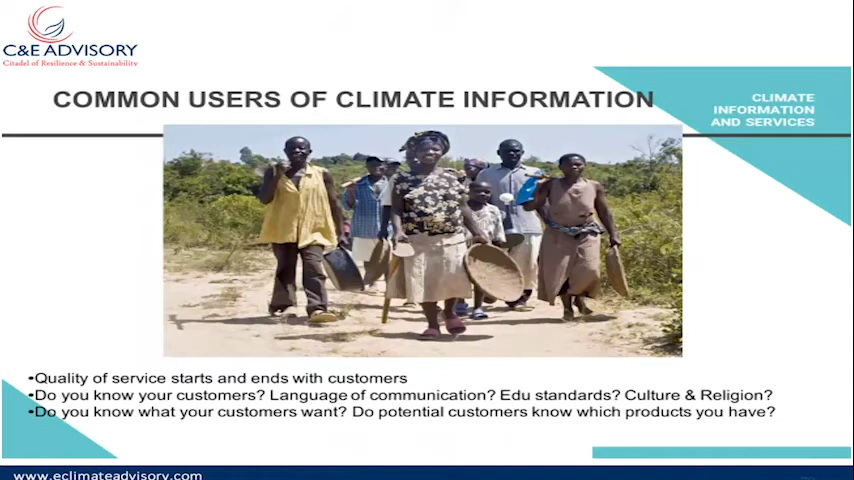 C&E ADVISORY
Citadel of Resilience & Sustainability
COMMON USERS OF CLIMATE INFORMATION
CLIMATE
INFORMATION
AND SERVICES
•Quality of service starts and ends with customers
•Do you know your customers? Language of communication? Edu standards? Culture & Religion?
•Do you know what your customers want? Do potential customers know which products you have?
www.eclimateadvisory.com